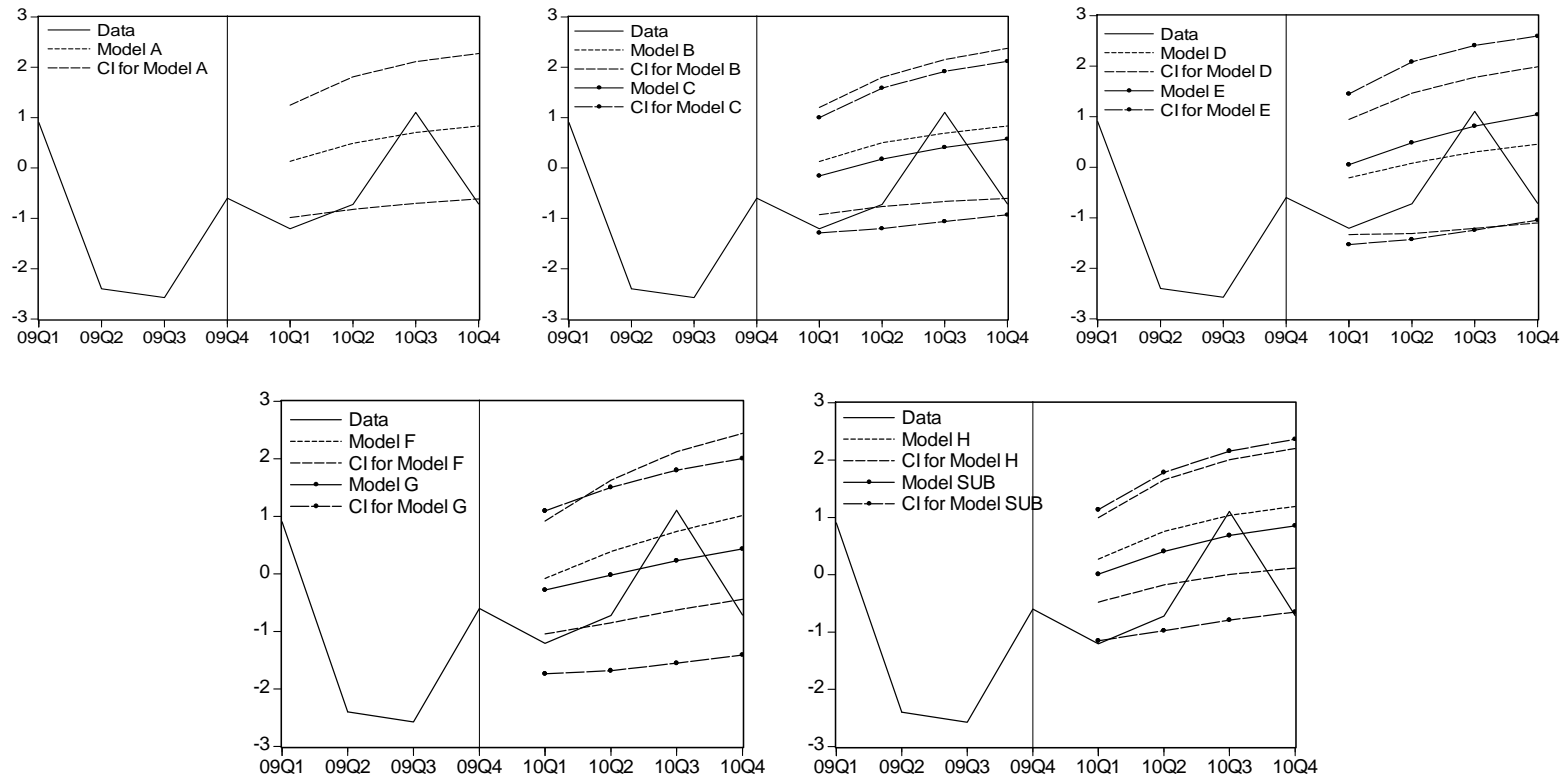 3
2
1
0
-1
-2
-3
Data
Model A
CI for Model A
09Q1 09Q2 09Q3 09Q4 10Q1 10Q2 10Q3 10Q4
3
2
1
0
-1
-2
-3
Data
Model B
CI for Model B
Model C
CI for Model C
09Q1 09Q2 09Q3 09Q4 10Q1 10Q2 10Q3 10Q4
3
2
1
0
-1
-2
-3
Data
Model D
CI for Model D
Model E
CI for Model E
09Q1 09Q2 09Q3 09Q4 10Q1 10Q2 10Q3 10Q4
3
2
1
0
-1
-2
-3
Data
Model F
CI for Model F
Model G
CI for Model G
09Q1 09Q2 09Q3 09Q4 10Q1 10Q2 10Q3 10Q4
3
2
1
0
-1
-2
-3
Data
Model H
CI for Model H
Model SUB
CI for Model SUB
09Q1 09Q2 09Q3 09Q4 10Q1 10Q2 10Q3 10Q4